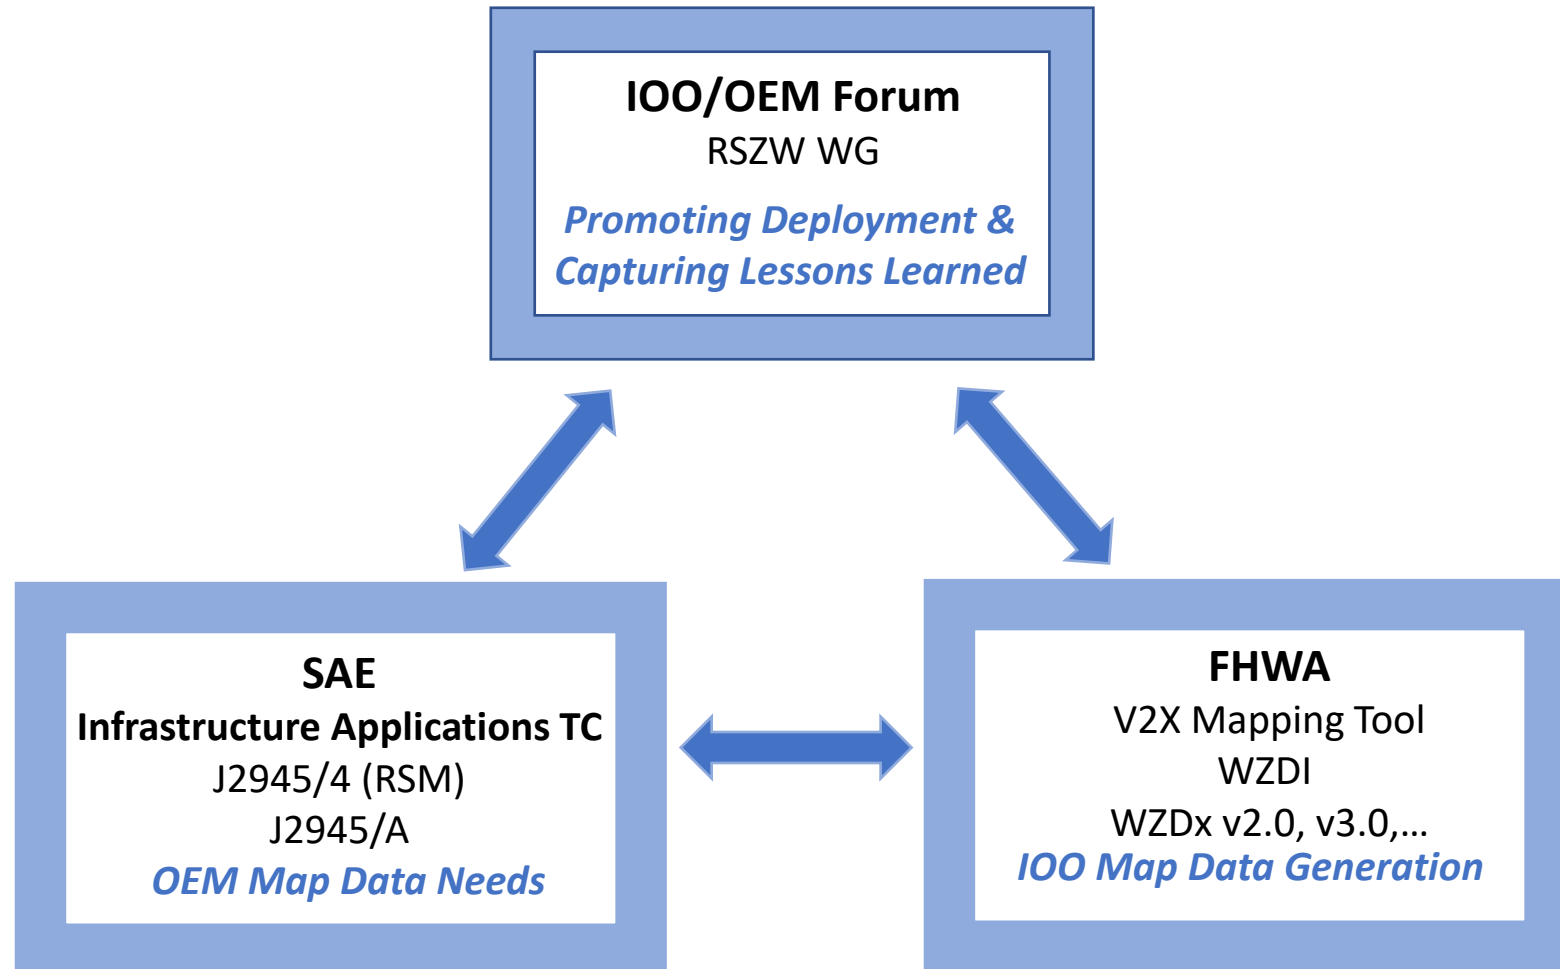 IOO/OEM Forum
RSZW WG
Promoting Deployment &
Capturing Lessons Learned
SAE
Infrastructure Applications TC
J2945/4 (RSM)
J2945/A
OEM Map Data Needs
FHWA
V2X Mapping Tool
WZDI
WZDx v2.0, v3.0,...
IOO Map Data Generation